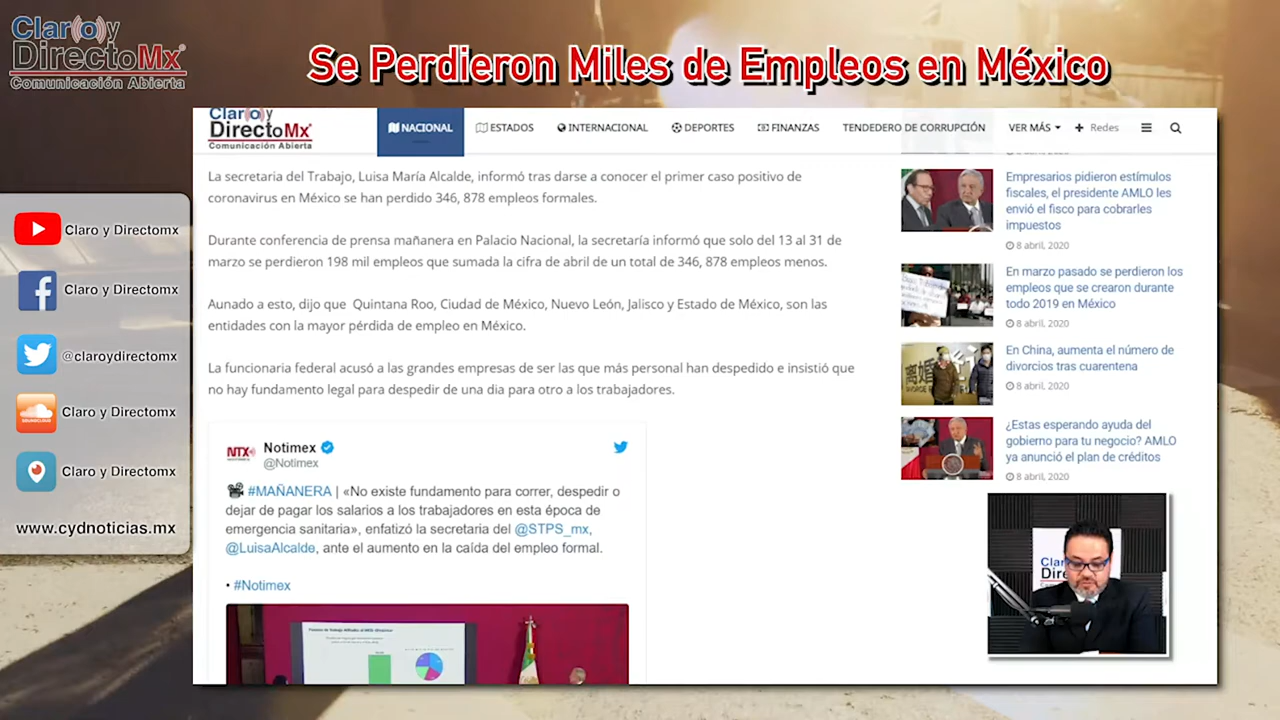 Claro y
DirectoMx®
Comunicación Abierta
Se Perdieron Miles de Empleos en México
Claro y
DirectoMx
Comunicación Abierta
NACIONAL
ESTADOS
INTERNACIONAL
DEPORTES
FINANZAS
TENDEDERO DE CORRUPCIÓN
VER MÁS
Redes
La secretaria del Trabajo, Luisa María Alcalde, informó tras darse a conocer el primer caso positivo de
coronavirus en México se han perdido 346, 878 empleos formales.
Durante conferencia de prensa mañanera en Palacio Nacional, la secretaría informó que solo del 13 al 31 de
marzo se perdieron 198 mil empleos que sumada la cifra de abril de un total de 346, 878 empleos menos.
Aunado a esto, dijo que Quintana Roo, Ciudad de México, Nuevo León, Jalisco y Estado de México, son las
entidades con la mayor pérdida de empleo en México.
La funcionaria federal acusó a las grandes empresas de ser las que más personal han despedido e insistió que
no hay fundamento legal para despedir de una dia para otro a los trabajadores.
NTX
Notimex
@Notimex
#MAÑANERA | «No existe fundamento para correr, despedir o
dejar de pagar los salarios a los trabajadores en esta época de
emergencia sanitaria», enfatizó la secretaria del @STPS_mx,
@LuisaAlcalde, ante el aumento en la caída del empleo formal.
• #Notimex
Empresarios pidieron estímulos
fiscales, el presidente AMLO les
envió el fisco para cobrarles
impuestos
8 abril, 2020
En marzo pasado se perdieron los
empleos que se crearon durante
todo 2019 en México
8 abril, 2020
En China, aumenta el número de
divorcios tras cuarentena
8 abril, 2020
¿Estas esperando ayuda del
gobierno para tu negocio? AMLO
ya anunció el plan de créditos
8 abril, 2020
Claro y Directomx
Claro y Directomx
@claroydirectomx
Claro y Directomx
Claro y Directomx
www.cydnoticias.mx